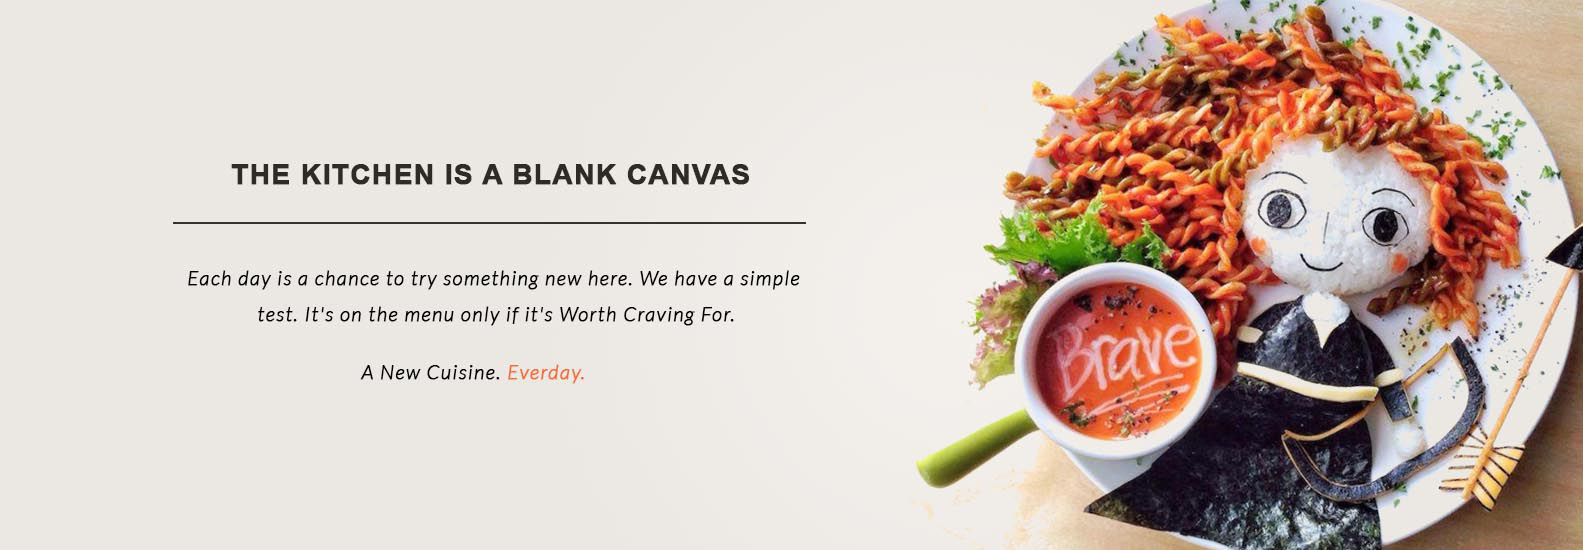 THE KITCHEN IS A BLANK CANVAS
Each day is a chance to try something new here. We have a simple
test. It's on the menu only if it's Worth Craving For.
A New Cuisine. Everday.
Brave